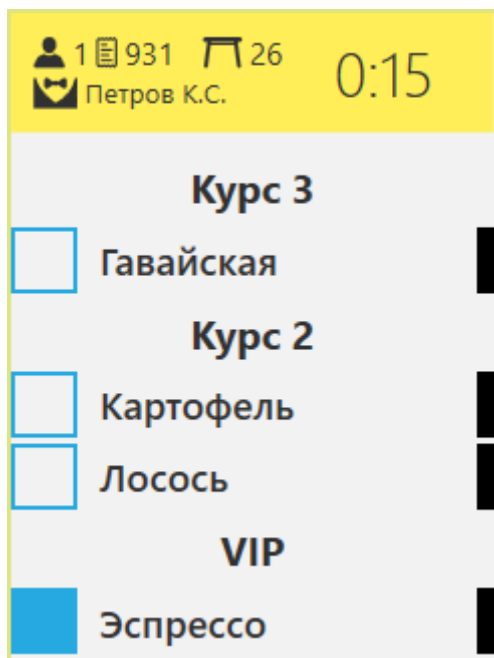 1 931 26
Петров К.С.
0:15
Курс 3
Гавайская
Курс 2
Картофель
Лосось
VIP
Эспрессо